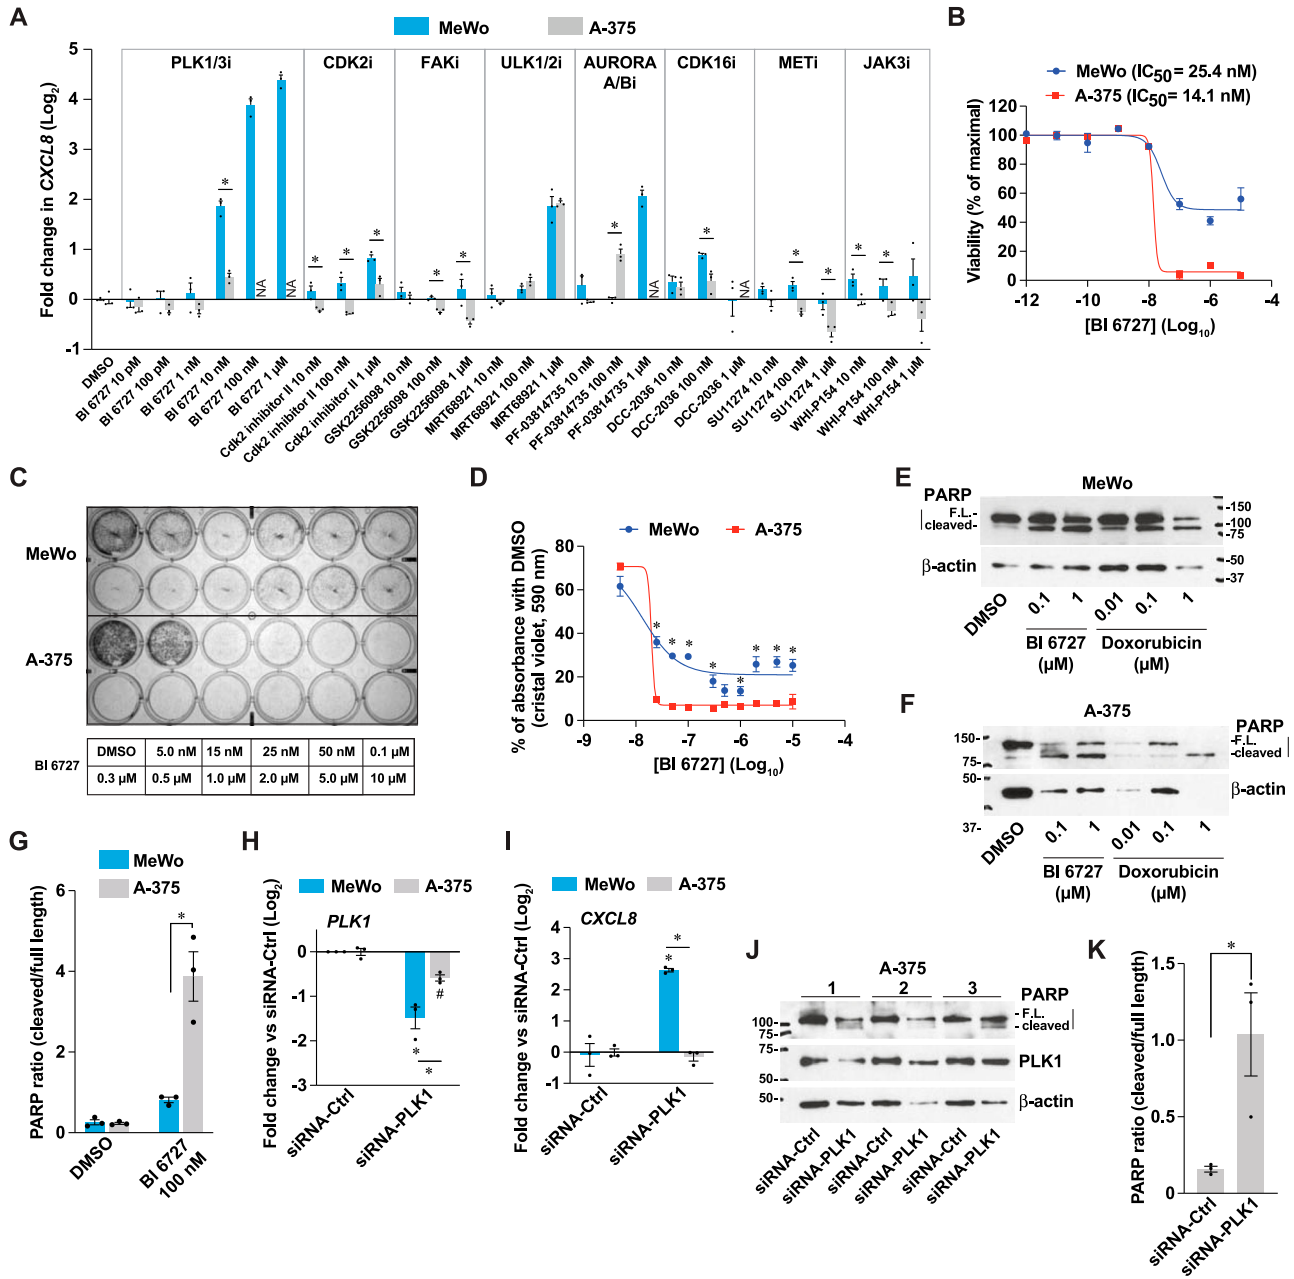 A
MeWo
A-375
Fold change in CXCL8 (Log2)
5
4
3
2
1
0
-1
PLK1/3i
CDK2i
FAKi
ULK1/2i
AURORA
A/Bi
CDK16i
METi
JAK3i
* NA NA * * * * * * NA * NA * * * *
DMSO
BI 6727 10 pM
BI 6727 100 pM
BI 6727 1 nM
BI 6727 10 nM
BI 6727 100 nM
BI 6727 1 µM
Cdk2 inhibitor II 10 nM
Cdk2 inhibitor II 100 nM
Cdk2 inhibitor II 1 µM
GSK2256098 10 nM
GSK2256098 100 nM
GSK2256098 1 µM
MRT68921 10 nM
MRT68921 100 nM
MRT68921 1 µM
PF-03814735 10 nM
PF-03814735 100 nM
PF-03814735 1 µM
DCC-2036 10 nM
DCC-2036 100 nM
DCC-2036 1 µM
SU11274 10 nM
SU11274 100 nM
SU11274 1 µM
WHI-P154 10 nM
WHI-P154 100 nM
WHI-P154 1 µM
B
MeWo (IC50= 25.4 nM)
A-375 (IC50= 14.1 nM)
Viability (% of maximal)
120
100
80
60
40
20
0
-12 -10 -8 -6 -4
[BI 6727] (Log10)
C
MeWo
A-375
BI 6727
DMSO 5.0 nM 15 nM 25 nM 50 nM 0.1 µM
0.3 µM 0.5 µM 1.0 µM 2.0 µM 5.0 µM 10 µM
D
MeWo A-375
% of absorbance with DMSO
(cristal violet, 590 nm)
80
60
40
20
0
* * * * * * * *
-9 -8 -7 -6 -5 -4
[BI 6727] (Log10)
E
MeWo
PARP
F.L.-
cleaved-
-150
-100
-75
β-actin
-50
-37
DMSO 0.1 1 0.01 0.1 1
BI 6727
(µM)
Doxorubicin
(µM)
F
A-375
PARP
150-
-F.L.
-cleaved
75-
50-
β-actin
37-
DMSO 0.1 1 0.01 0.1 1
BI 6727
(µM)
Doxorubicin
(µM)
G
MeWo
A-375
PARP ratio (cleaved/full length)
6
4
2
0
*
DMSO
BI 6727
100 nM
H
MeWo A-375
Fold change vs siRNA-Ctrl (Log2)
PLK1
1
0
-1
-2
-3
#
*
*
siRNA-Ctrl
siRNA-PLK1
I
MeWo A-375
Fold change vs siRNA-Ctrl (Log2)
CXCL8
4
3
2
1
0
-1
*
*
siRNA-Ctrl
siRNA-PLK1
J
A-375
1 2 3
PARP
-F.L.
-cleaved
100-
75-
75-
PLK1
50-
50-
β-actin
siRNA-Ctrl
siRNA-PLK1
siRNA-Ctrl
siRNA-PLK1
siRNA-Ctrl
siRNA-PLK1
K
PARP ratio (cleaved/full length)
1.5
1.0
0.5
0
*
siRNA-Ctrl
siRNA-PLK1